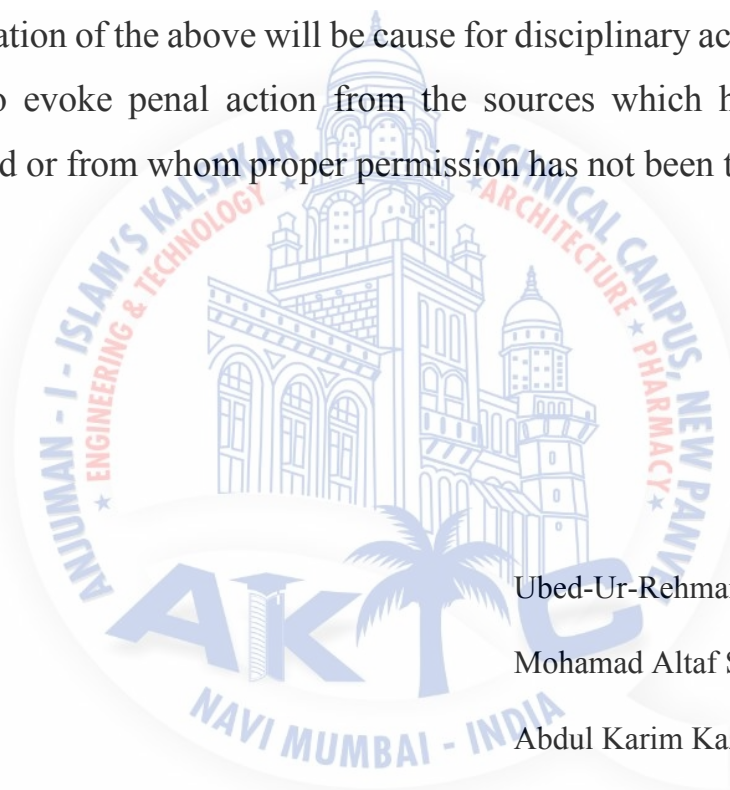 ation of the above will be cause for disciplinary ac
o evoke penal action from the sources which h
d or from whom proper permission has not been t
ANJUMAN - I - ISLAM'S KALSEKAR TECHNICAL CAMPUS, NEW PANVEL
★ ENGINEERING & TECHNOLOGY ★ ★ ARCHITECTURE ★ PHARMACY ★
AKTC
NAVI MUMBAI - INDIA
Ubed-Ur-Rehma
Mohamad Altaf S
Abdul Karim Ka